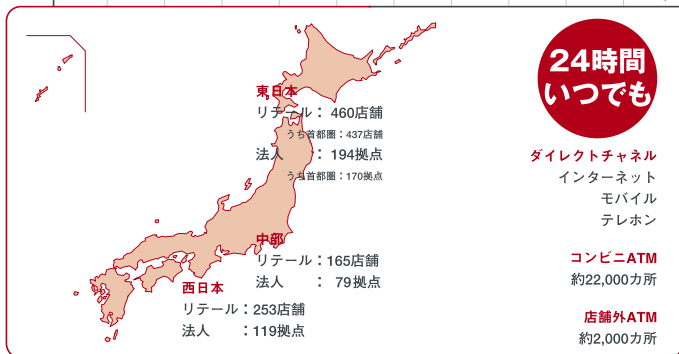 東日本
リテール：460店舗
うち首都圏：437店舗
法人　：194拠点
うち首都圏：170拠点
中部
リテール：165店舗
法人　：79拠点
西日本
リテール：253店舗
法人　：119拠点
24時間
いつでも
ダイレクトチャネル
インターネット
モバイル
テレホン
コンビニATM
約22,000カ所
店舗外ATM
約2,000カ所